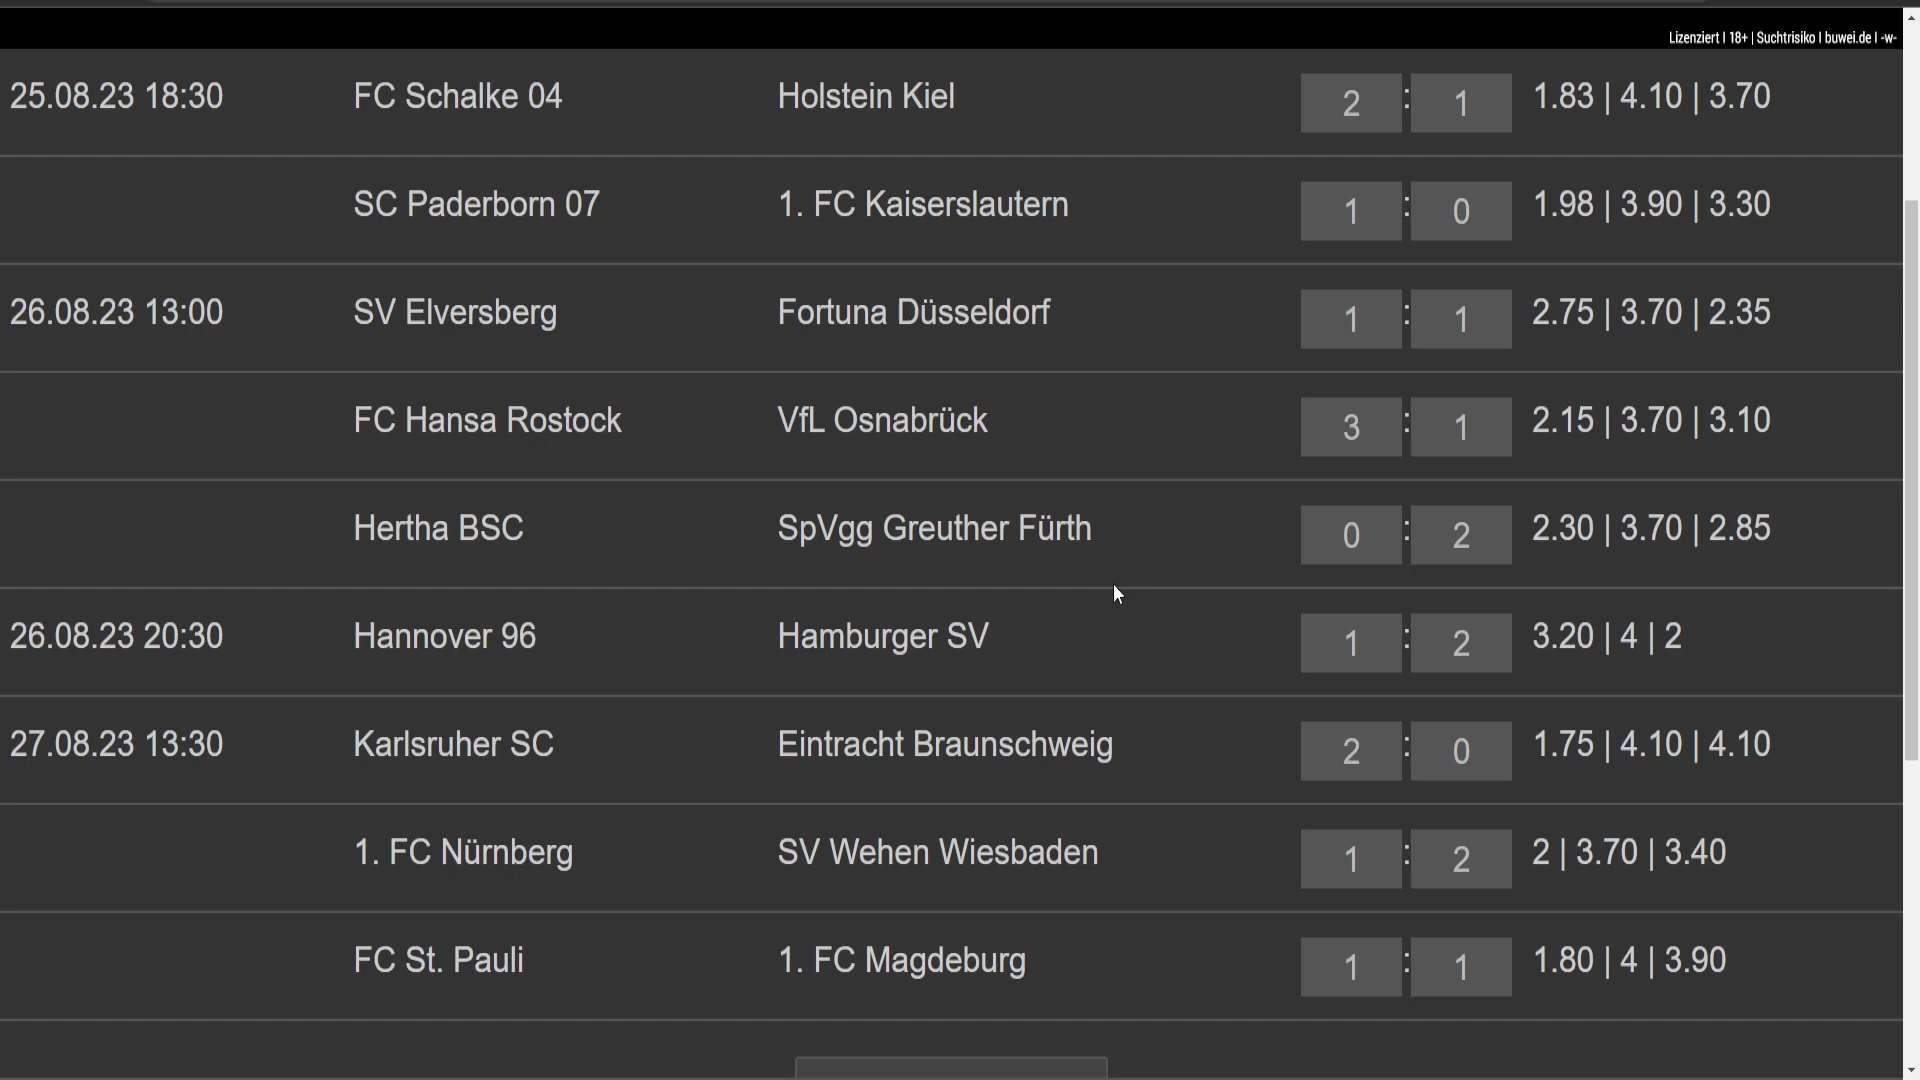 Lizenziert | 18+ | Suchtrisiko | buwei.de | -w-
25.08.23 18:30 FC Schalke 04 Holstein Kiel 2 : 1 1.83 | 4.10 | 3.70
SC Paderborn 07 1. FC Kaiserslautern 1 : 0 1.98 | 3.90 | 3.30
26.08.23 13:00 SV Elversberg Fortuna Düsseldorf 1 : 1 2.75 | 3.70 | 2.35
FC Hansa Rostock VfL Osnabrück 3 : 1 2.15 | 3.70 | 3.10
Hertha BSC SpVgg Greuther Fürth 0 : 2 2.30 | 3.70 | 2.85
26.08.23 20:30 Hannover 96 Hamburger SV 1 : 2 3.20 | 4 | 2
27.08.23 13:30 Karlsruher SC Eintracht Braunschweig 2 : 0 1.75 | 4.10 | 4.10
1. FC Nürnberg SV Wehen Wiesbaden 1 : 2 2 | 3.70 | 3.40
FC St. Pauli 1. FC Magdeburg 1 : 1 1.80 | 4 | 3.90